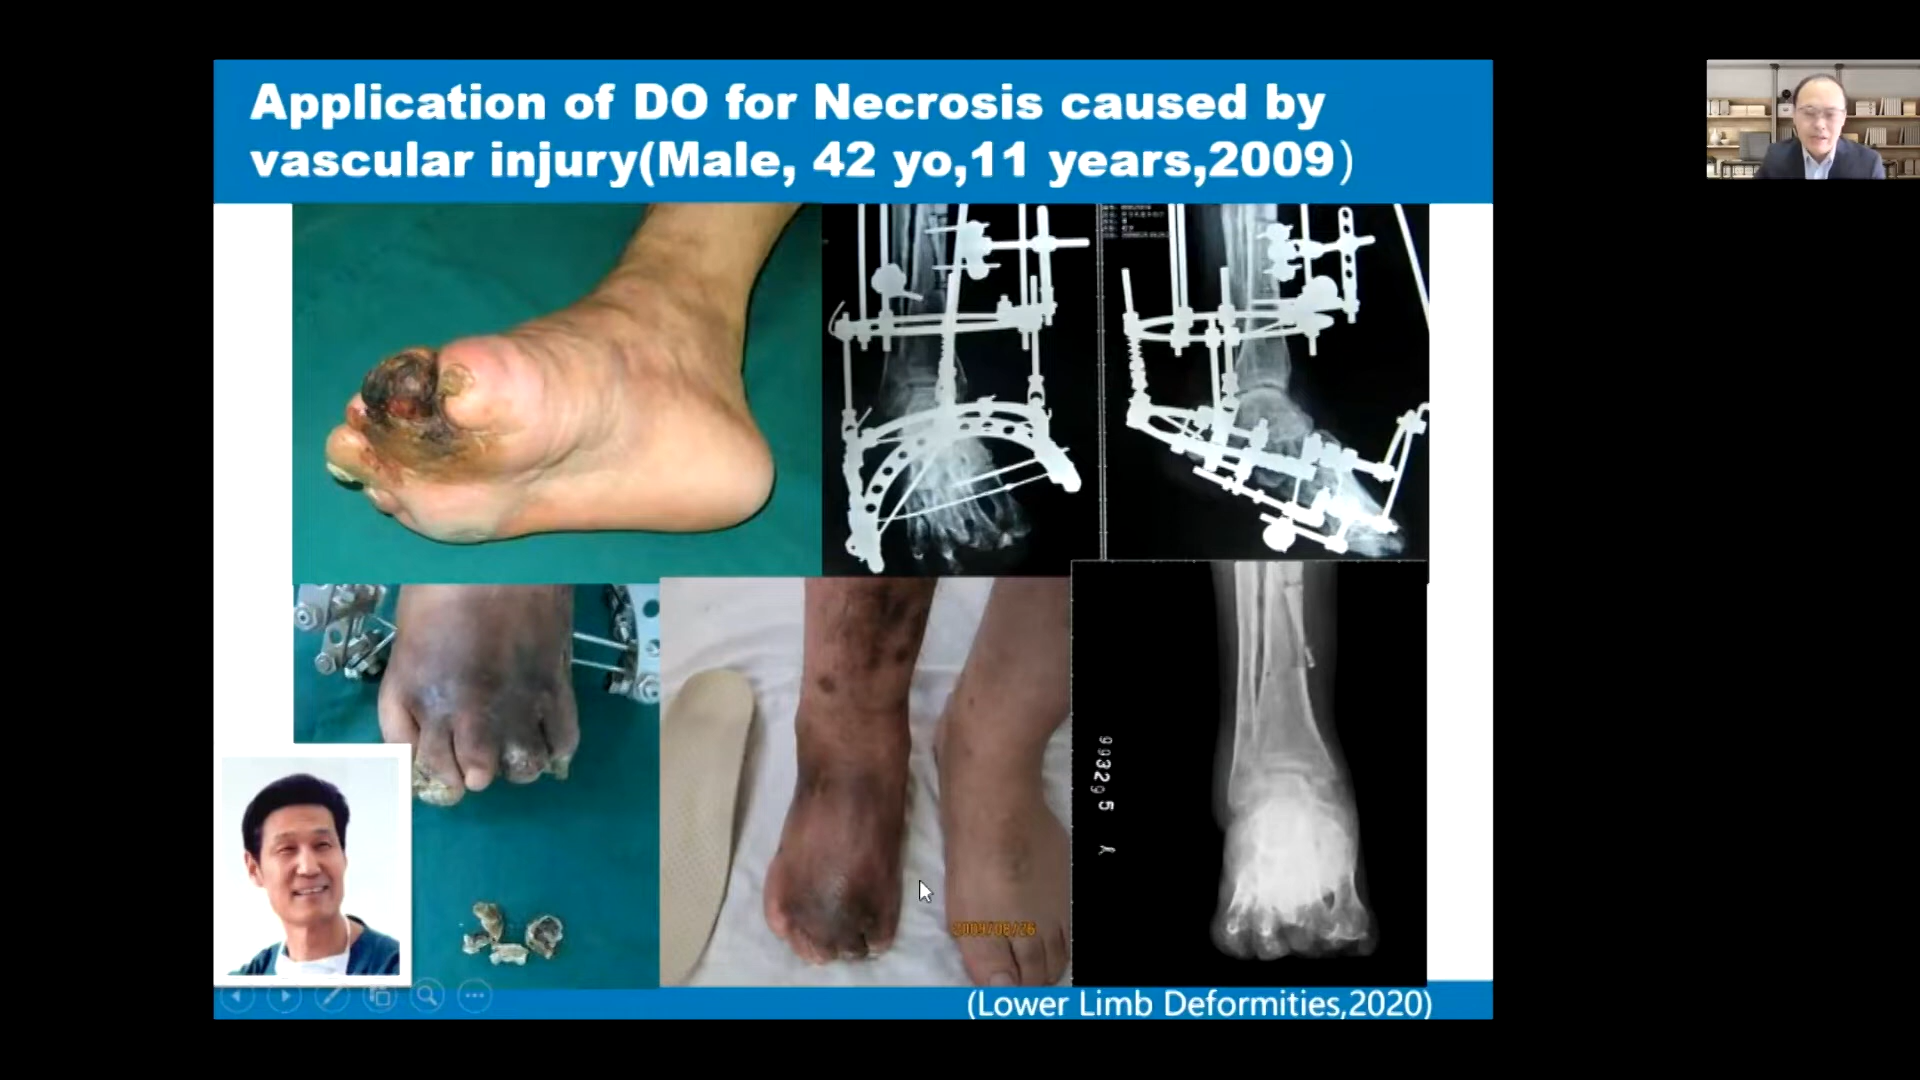 Application of DO for Necrosis caused by
vascular injury(Male, 42 yo,11 years,2009)
2009/08/26
(Lower Limb Deformities,2020)